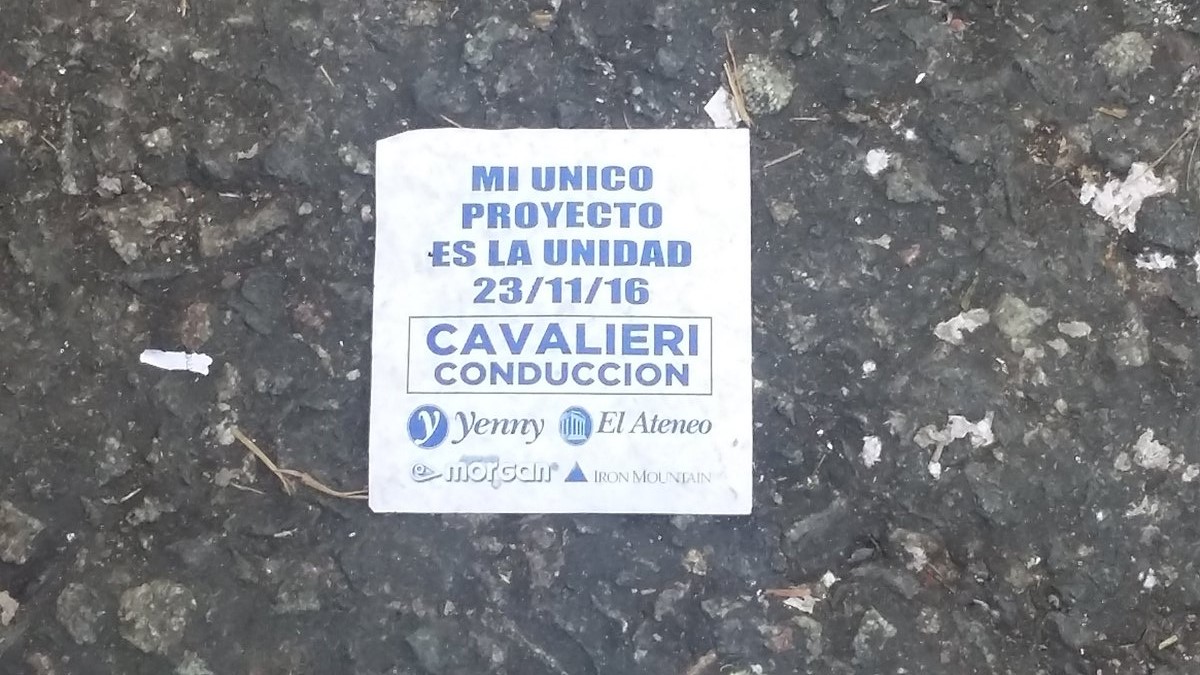 MI UNICO
PROYECTO
ES LA UNIDAD
23/11/16
CAVALIERI
CONDUCCION
y yenny El Ateneo
morgan IRON MOUNTAIN